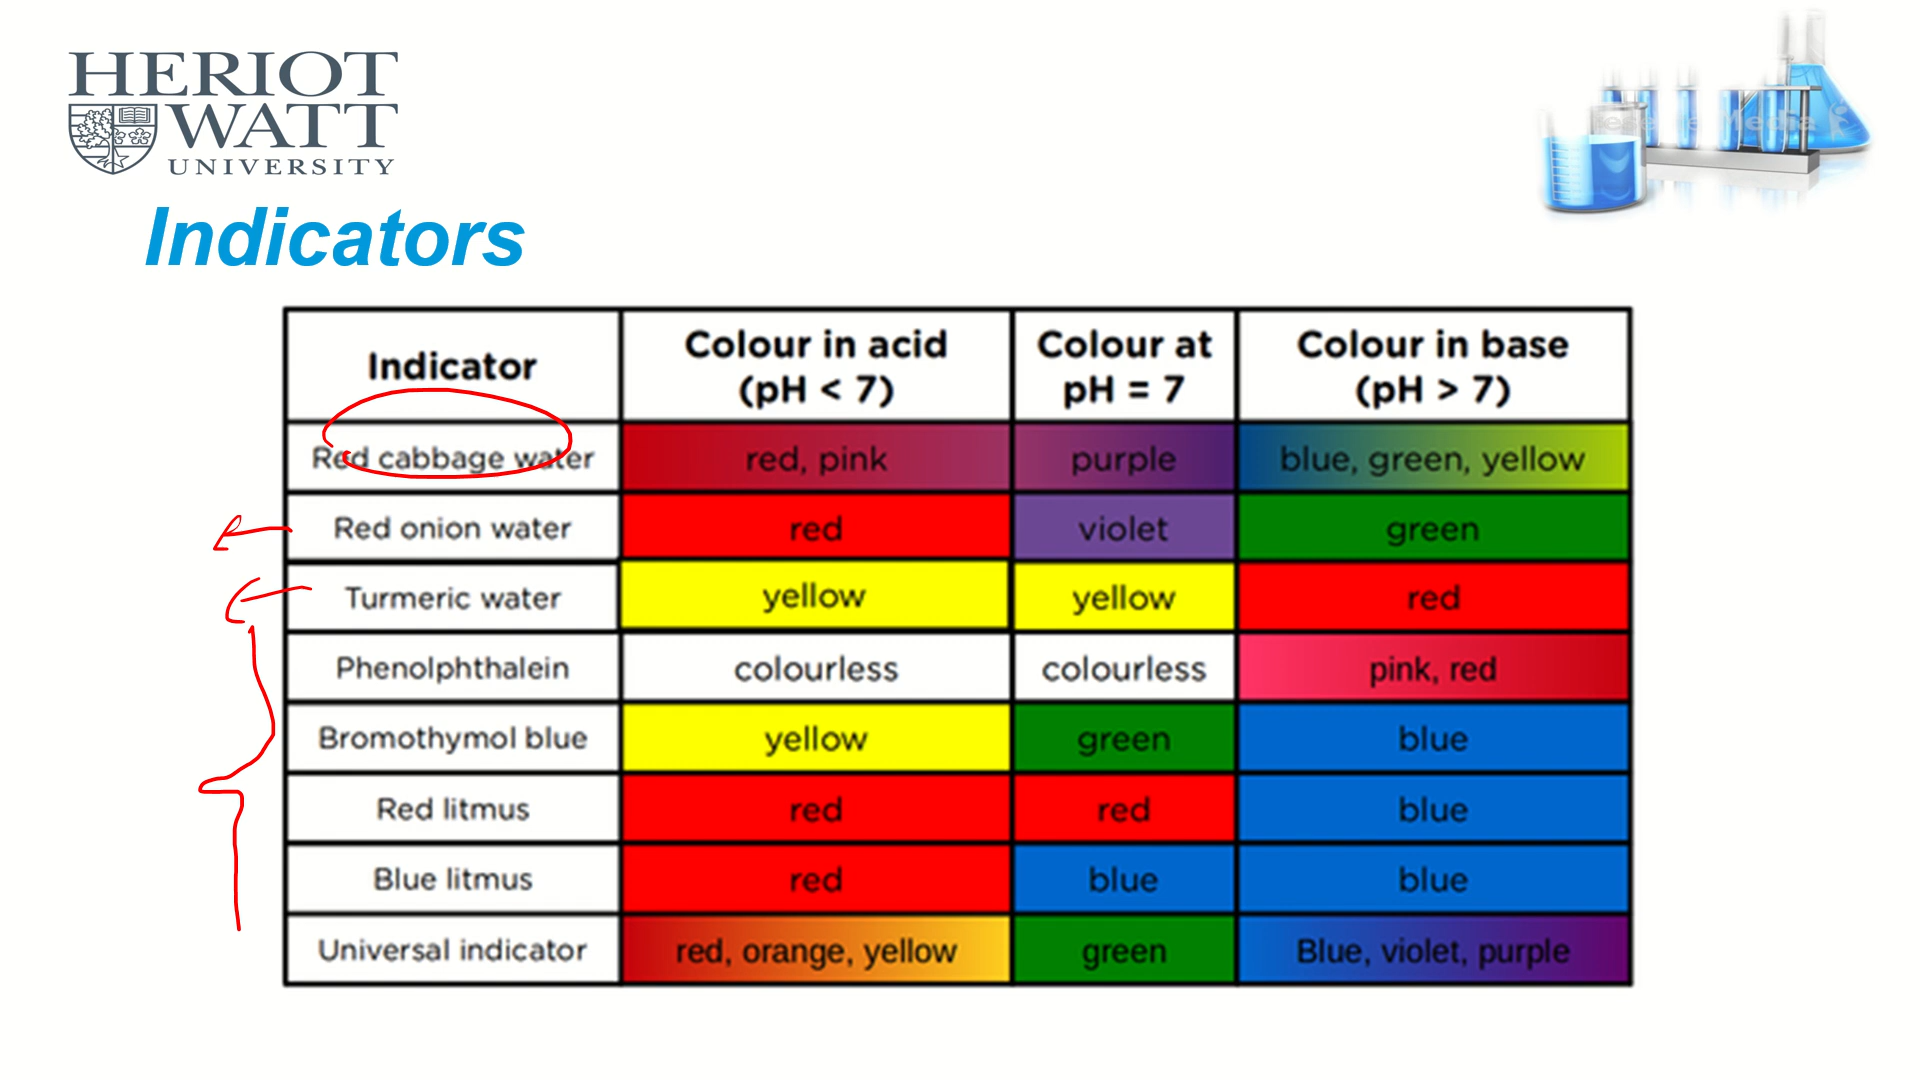 HERIOT
WATT
UNIVERSITY
Indicators
Indicator Colour in acid (pH < 7) Colour at pH = 7 Colour in base (pH > 7)
Red cabbage water red, pink purple blue, green, yellow
Red onion water red violet green
Turmeric water yellow yellow red
Phenolphthalein colourless colourless pink, red
Bromothymol blue yellow green blue
Red litmus red red blue
Blue litmus red blue blue
Universal indicator red, orange, yellow green Blue, violet, purple